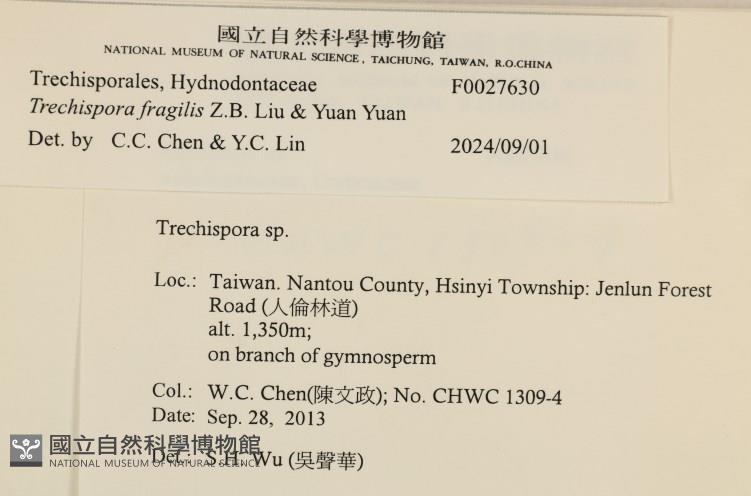 國立自然科學博物館
NATIONAL MUSEUM OF NATURAL SCIENCE, TAICHUNG, TAIWAN, R.O.CHINA
Trechisporales, Hydnodontaceae F0027630
Trechispora fragilis Z.B. Liu & Yuan Yuan
Det. by C.C. Chen & Y.C. Lin 2024/09/01
Trechispora sp.
Loc.: Taiwan. Nantou County, Hsinyi Township: Jenlun Forest
Road (人倫林道)
alt. 1,350m;
on branch of gymnosperm
Col.: W.C. Chen(陳文政); No. CHWC 1309-4
Date: Sep. 28, 2013
Det.: S.H. Wu (吳聲華)
國立自然科學博物館
NATIONAL MUSEUM OF NATURAL SCIENCE